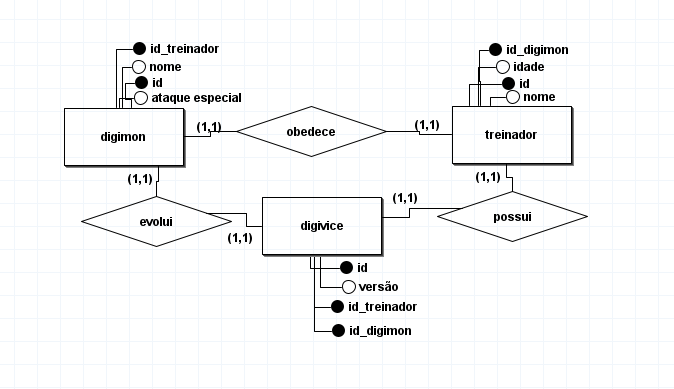 id_treinador
nome
id
ataque especial
id_digimon
idade
id
nome
digimon
(1,1)
obedece
(1,1)
treinador
(1,1)
(1,1)
(1,1)
evolui
(1,1)
digivice
possui
id
versão
id_treinador
id_digimon